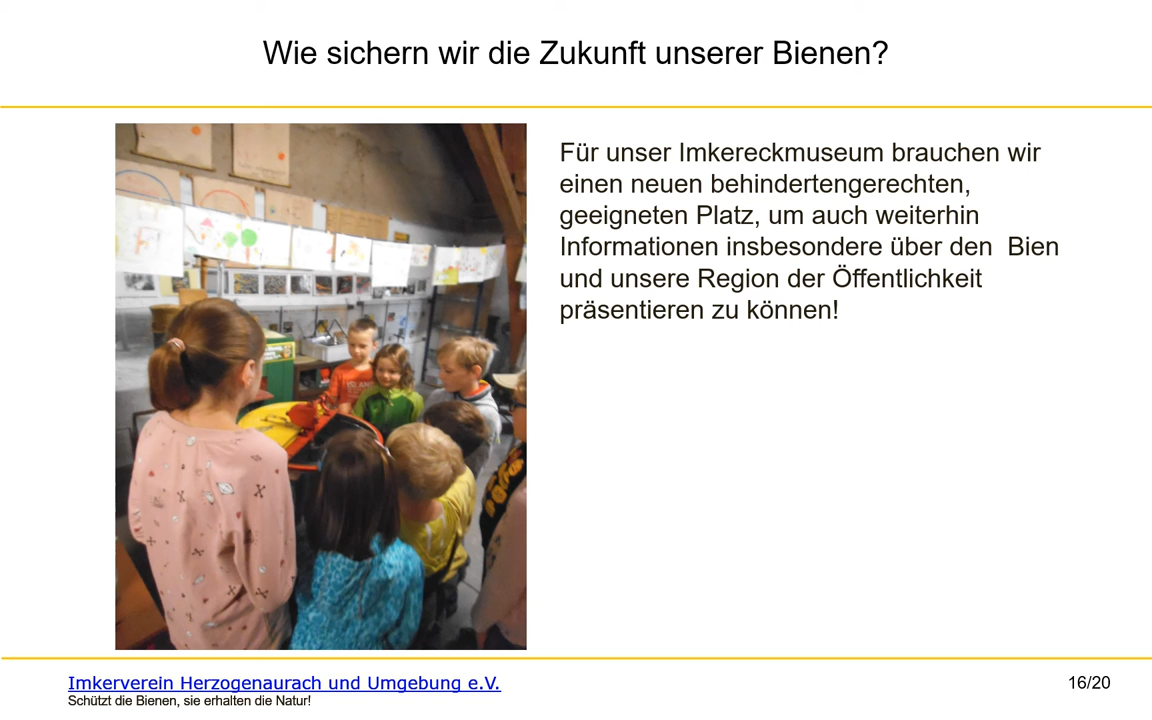 Wie sichern wir die Zukunft unserer Bienen?
Für unser Imkereckmuseum brauchen wir
einen neuen behindertengerechten,
geeigneten Platz, um auch weiterhin
Informationen insbesondere über den  Bien
und unsere Region der Öffentlichkeit
präsentieren zu können!
Imkerverein Herzogenaurach und Umgebung e.V.
Schützt die Bienen, sie erhalten die Natur!
16/20